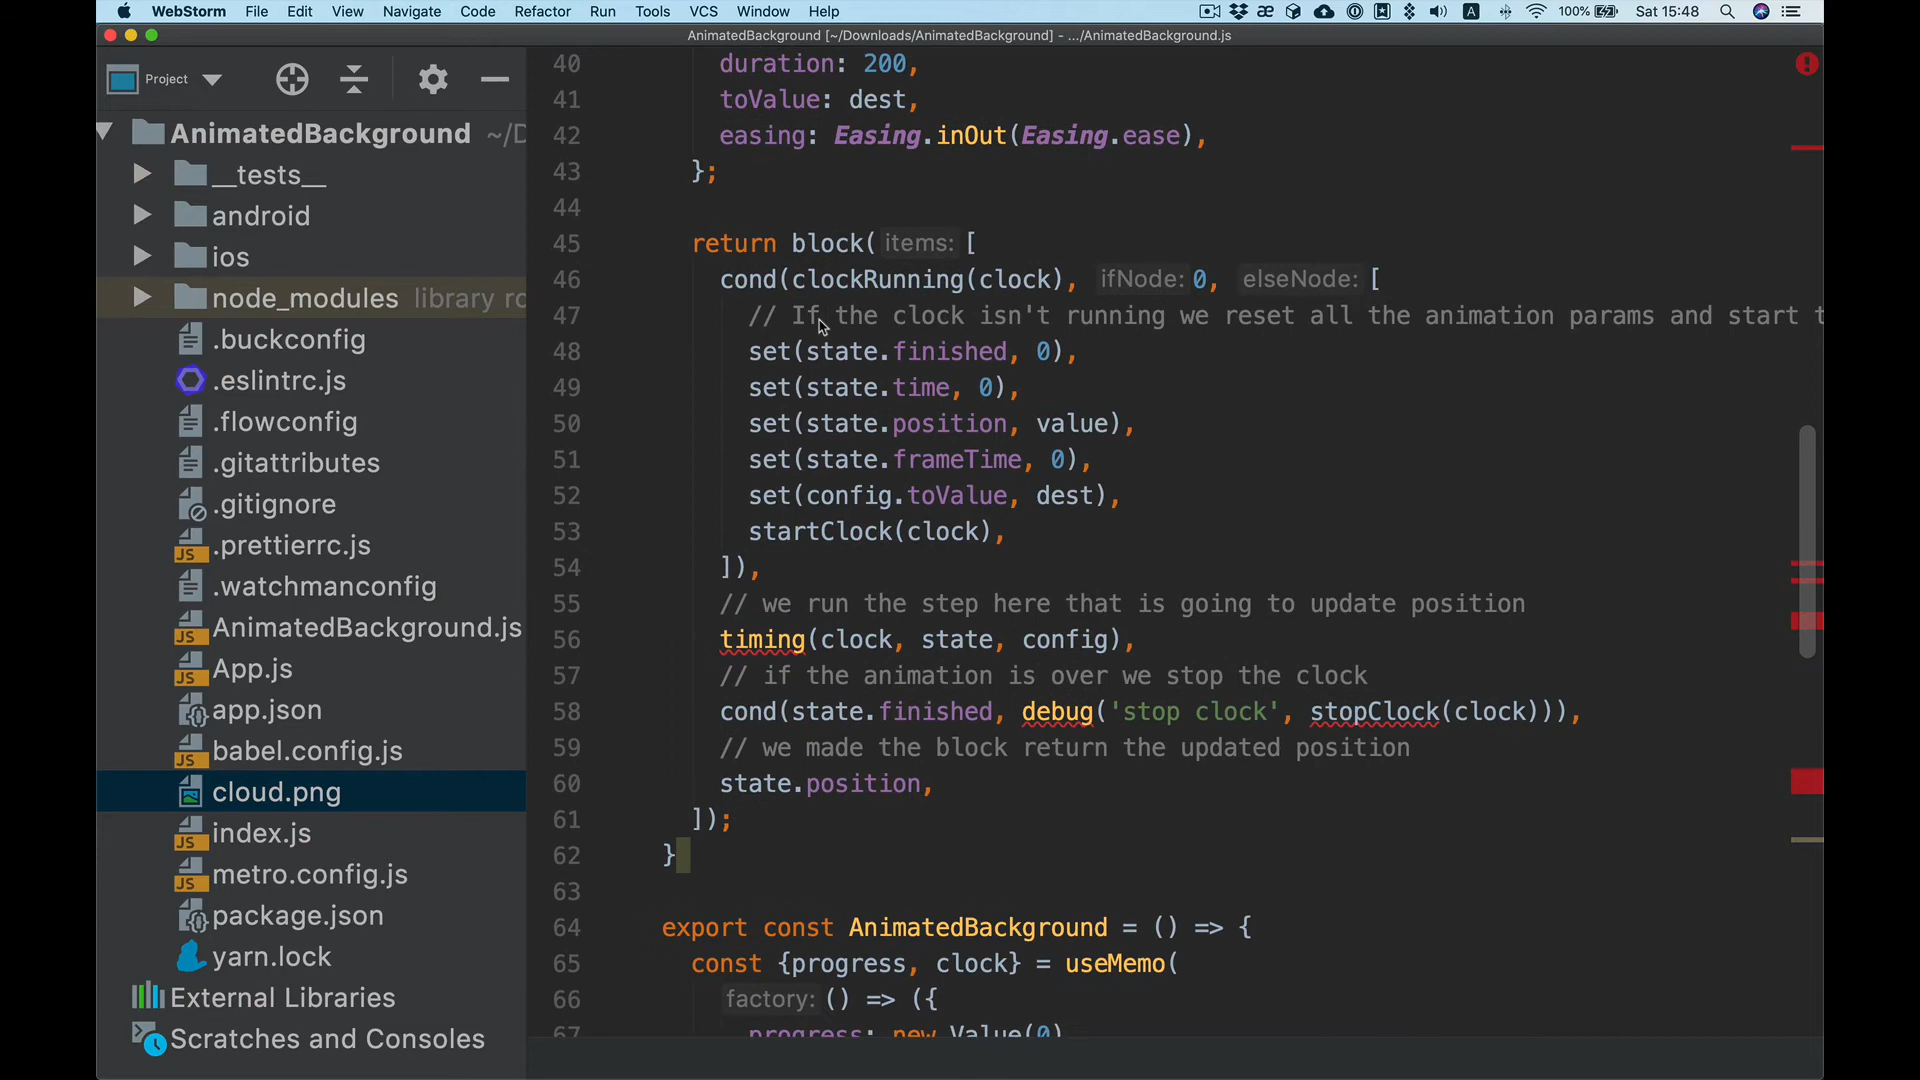 WebStorm File Edit View Navigate Code Refactor Run Tools VCS Window Help 100% Sat 15:48
AnimatedBackground [~/Downloads/AnimatedBackground] - .../AnimatedBackground.js
Project
AnimatedBackground ~/D
__tests__
android
ios
node_modules library ro
.buckconfig
.eslintrc.js
.flowconfig
.gitattributes
.gitignore
.prettierrc.js
.watchmanconfig
AnimatedBackground.js
App.js
app.json
babel.config.js
cloud.png
index.js
metro.config.js
package.json
yarn.lock
External Libraries
Scratches and Consoles
40 duration: 200,
41 toValue: dest,
42 easing: Easing.inOut(Easing.ease),
43 };
44
45 return block( items: [
46 cond(clockRunning(clock), ifNode: 0, elseNode: [
47 // If the clock isn't running we reset all the animation params and start t
48 set(state.finished, 0),
49 set(state.time, 0),
50 set(state.position, value),
51 set(state.frameTime, 0),
52 set(config.toValue, dest),
53 startClock(clock),
54 ]),
55 // we run the step here that is going to update position
56 timing(clock, state, config),
57 // if the animation is over we stop the clock
58 cond(state.finished, debug('stop clock', stopClock(clock))),
59 // we made the block return the updated position
60 state.position,
61 ]);
62 }
63
64 export const AnimatedBackground = () => {
65 const {progress, clock} = useMemo(
66 factory: () => ({
67 progress: new Value(0)